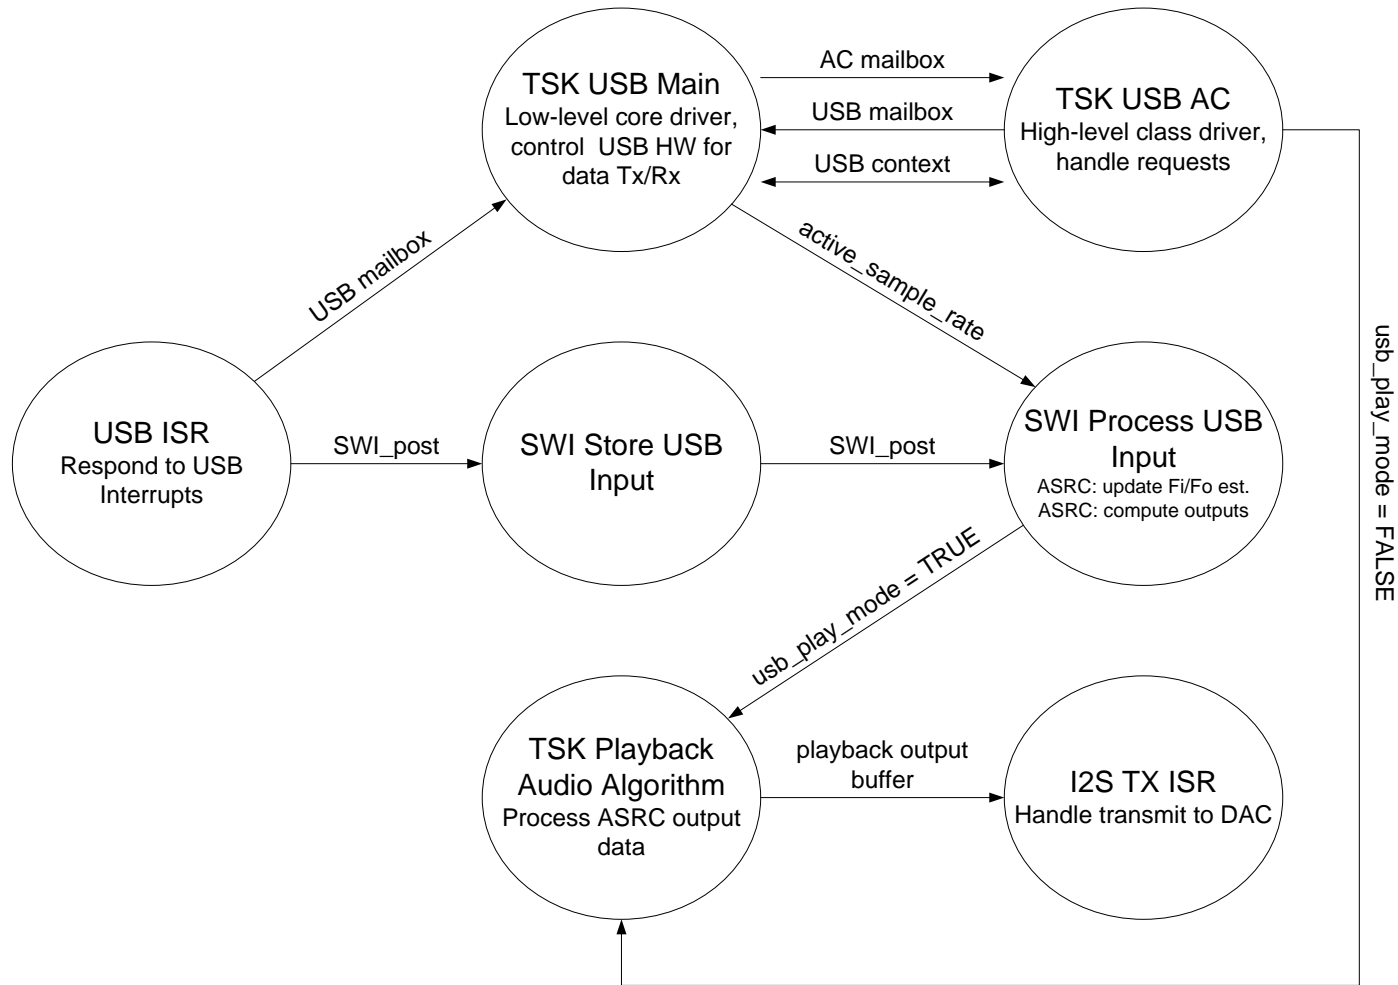 TSK USB Main
Low-level core driver,
control USB HW for
data Tx/Rx
AC mailbox
USB mailbox
USB context
TSK USB AC
High-level class driver,
handle requests
USB mailbox
active_sample_rate
usb_play_mode = FALSE
USB ISR
Respond to USB
Interrupts
SWI_post
SWI Store USB
Input
SWI_post
SWI Process USB
Input
ASRC: update Fi/Fo est.
ASRC: compute outputs
usb_play_mode = TRUE
TSK Playback
Audio Algorithm
Process ASRC output
data
playback output
buffer
I2S TX ISR
Handle transmit to DAC